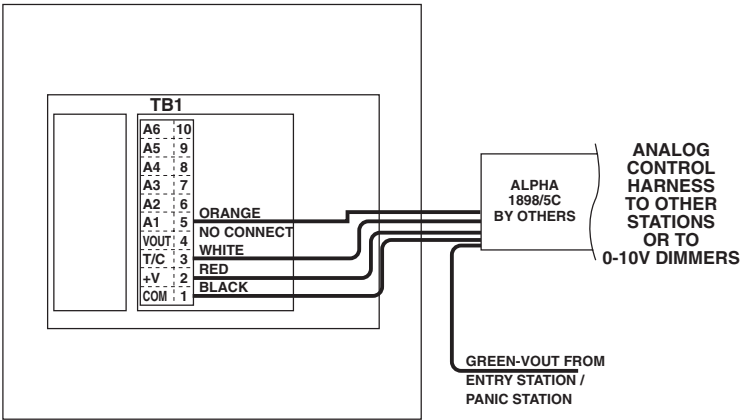 TB1
A6 10
A5 9
A4 8
A3 7
A2 6
A1 5 ORANGE
VOUT 4 NO CONNECT
T/C 3 WHITE
+V 2 RED
COM 1 BLACK
ALPHA
1898/5C
BY OTHERS
ANALOG
CONTROL
HARNESS
TO OTHER
STATIONS
OR TO
0-10V DIMMERS
GREEN-VOUT FROM
ENTRY STATION /
PANIC STATION